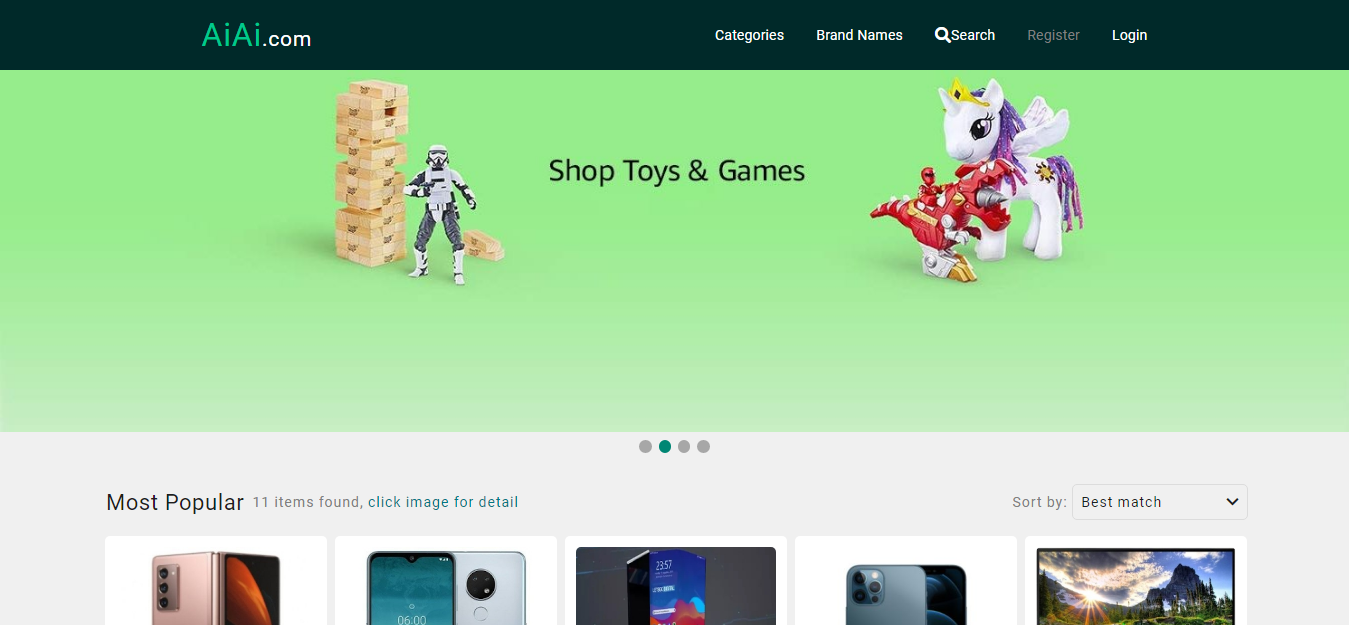 AiAi.com
Categories Brand Names Search Register Login
Shop Toys & Games
Most Popular 11 items found, click image for detail Sort by: Best match
23:57
06:00